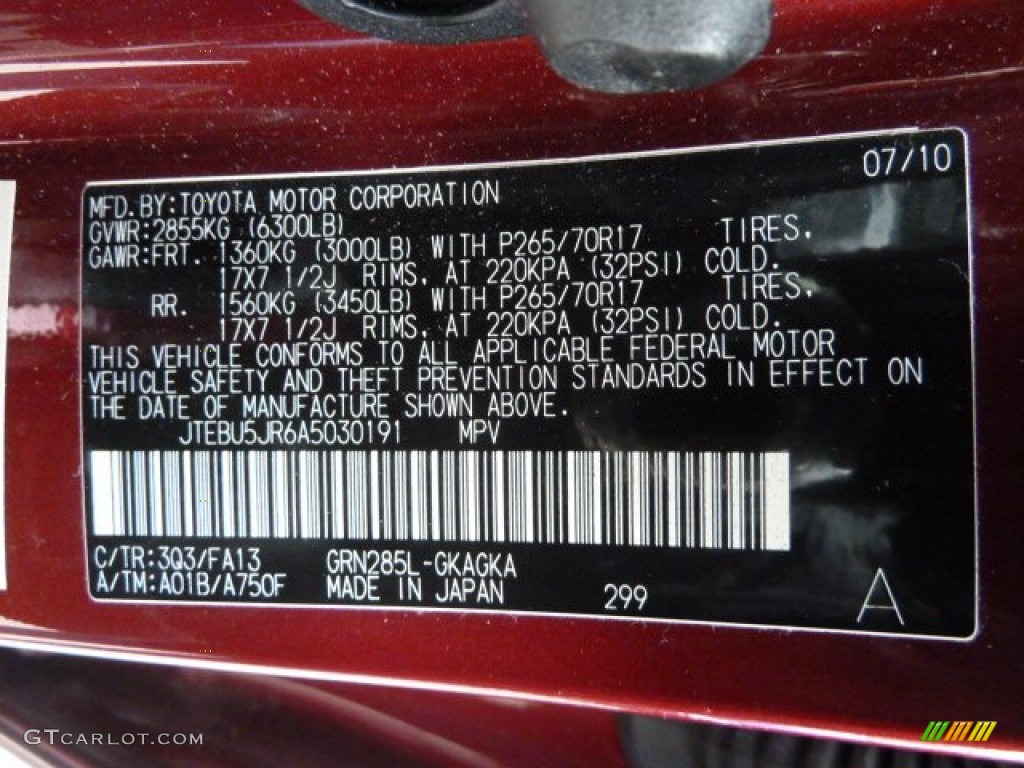 07/10
MFD.BY:TOYOTA MOTOR CORPORATION
GVWR:2855KG (6300LB)
GAWR:FRT. 1360KG (3000LB) WITH P265/70R17 TIRES,
17X7 1/2J RIMS, AT 220KPA (32PSI) COLD.
RR. 1560KG (3450LB) WITH P265/70R17 TIRES,
17X7 1/2J RIMS, AT 220KPA (32PSI) COLD.
THIS VEHICLE CONFORMS TO ALL APPLICABLE FEDERAL MOTOR
VEHICLE SAFETY AND THEFT PREVENTION STANDARDS IN EFFECT ON
THE DATE OF MANUFACTURE SHOWN ABOVE.
JTEBU5JR6A5030191 MPV
C/TR:3Q3/FA13 GRN285L-GKAGKA
A/TM:A01B/A750F MADE IN JAPAN 299 A
GTCARLOT.COM